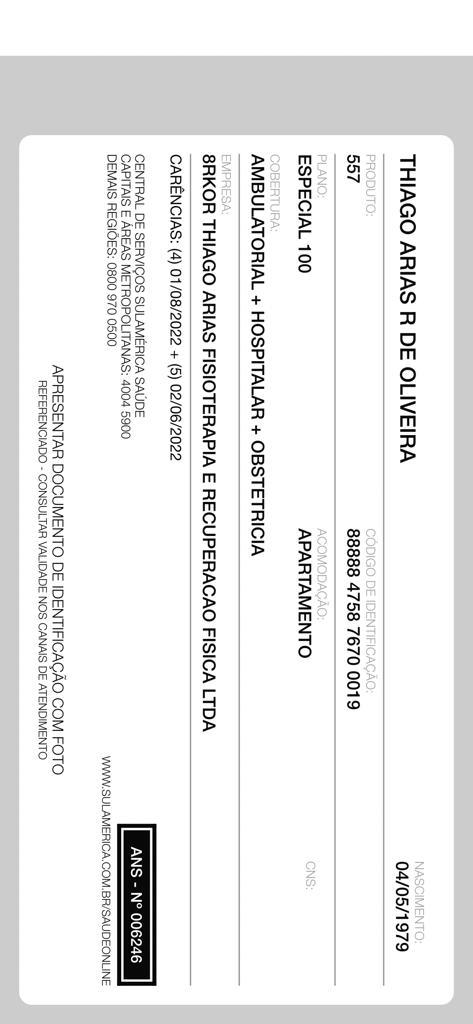 THIAGO ARIAS R DE OLIVEIRA
NASCIMENTO:
04/05/1979
PRODUTO:
557
CÓDIGO DE IDENTIFICAÇÃO:
88888 4758 7670 0019
PLANO:
ESPECIAL 100
ACOMODAÇÃO:
APARTAMENTO
CNS:
COBERTURA:
AMBULATORIAL + HOSPITALAR + OBSTETRICIA
EMPRESA:
8RKOR THIAGO ARIAS FISIOTERAPIA E RECUPERACAO FISICA LTDA
CARÊNCIAS: (4) 01/08/2022 + (5) 02/06/2022
CENTRAL DE SERVIÇOS SULAMÉRICA SAÚDE
CAPITAIS E ÁREAS METROPOLITANAS: 4004 5900
DEMAIS REGIÕES: 0800 970 0500
ANS - Nº 006246
WWW.SULAMERICA.COM.BR/SAUDEONLINE
APRESENTAR DOCUMENTO DE IDENTIFICAÇÃO COM FOTO
REFERENCIADO - CONSULTAR VALIDADE NOS CANAIS DE ATENDIMENTO